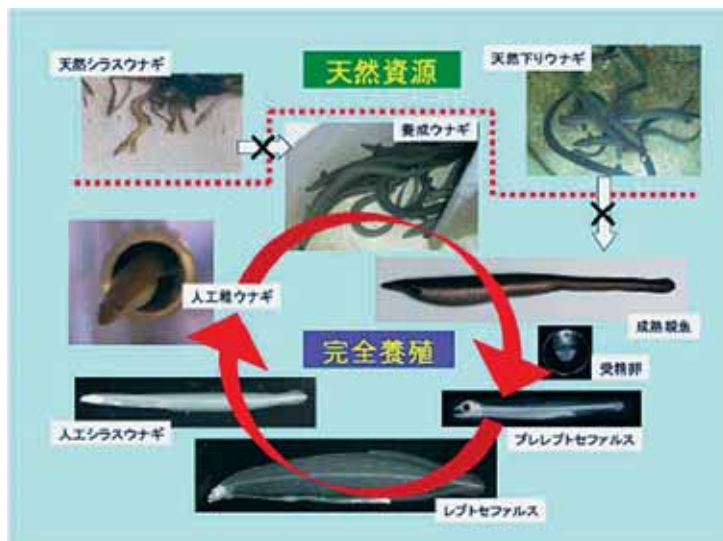 天然シラスウナギ
天然資源
天然下りウナギ
養成ウナギ
人工稚ウナギ
成熟親魚
完全養殖
受精卵
人工シラスウナギ
プレレプトセファルス
レプトセファルス